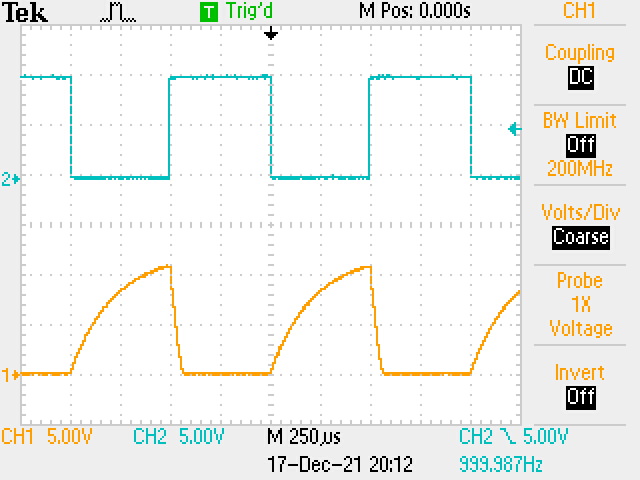 Tek T Trig'd M Pos: 0.000s CH1
Coupling
DC
BW Limit
Off
200MHz
Volts/Div
Coarse
Probe
1X
Voltage
Invert
Off
2
1
CH1 5.00V CH2 5.00V M 250µs CH2 5.00V
17-Dec-21 20:12 999.987Hz